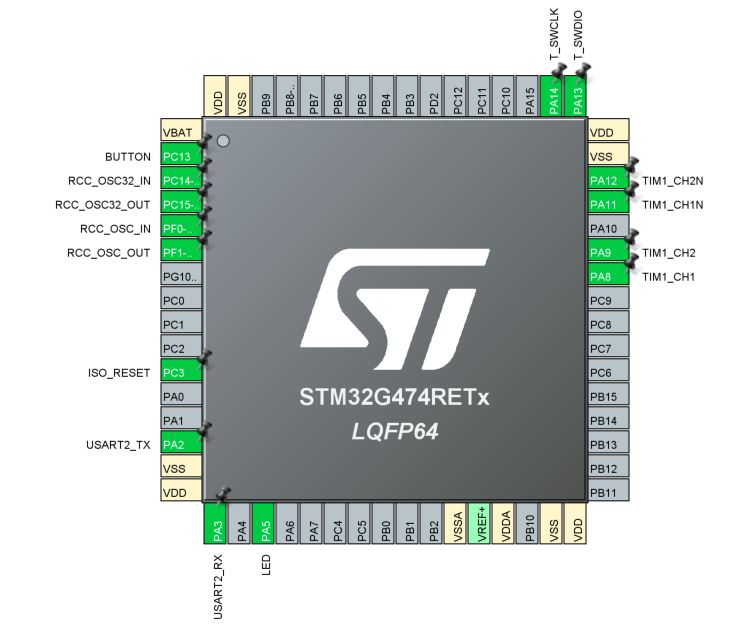 T_SWCLK
T_SWDIO
VDD
VSS
PB9
PB8-..
PB7
PB6
PB5
PB4
PB3
PD2
PC12
PC11
PC10
PA15
PA14
PA13
VBAT
BUTTON PC13
RCC_OSC32_IN PC14-..
RCC_OSC32_OUT PC15-..
RCC_OSC_IN PF0-..
RCC_OSC_OUT PF1-..
PG10..
PC0
PC1
PC2
ISO_RESET PC3
PA0
PA1
USART2_TX PA2
VSS
VDD
VDD
VSS
PA12 TIM1_CH2N
PA11 TIM1_CH1N
PA10
PA9 TIM1_CH2
PA8 TIM1_CH1
PC9
PC8
PC7
PC6
PB15
PB14
PB13
PB12
PB11
ST
STM32G474RETx
LQFP64
PA3
PA4
PA5
PA6
PA7
PC4
PC5
PB0
PB1
PB2
VSSA
VREF+
VDDA
PB10
VSS
VDD
USART2_RX
LED